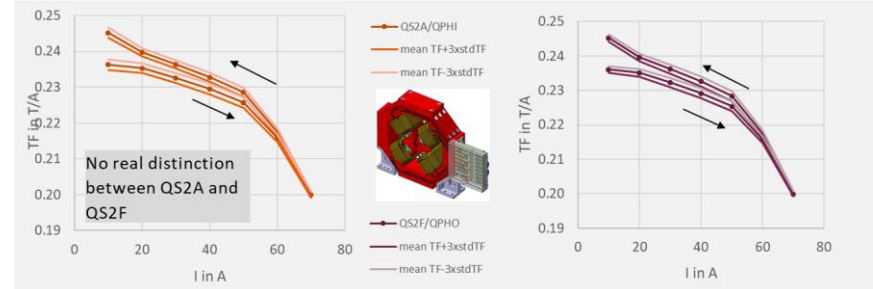 TF in T/A
0.25
0.24
0.23
0.22
0.21
0.20
0.19
0
20
40
60
80
I in A
No real distinction
between QS2A and
QS2F
QS2A/QPHI
mean TF+3xstdTF
mean TF-3xstdTF
QS2F/QPHO
mean TF+3xstdTF
mean TF-3xstdTF
TF in T/A
0.25
0.24
0.23
0.22
0.21
0.20
0.19
0
20
40
60
80
I in A